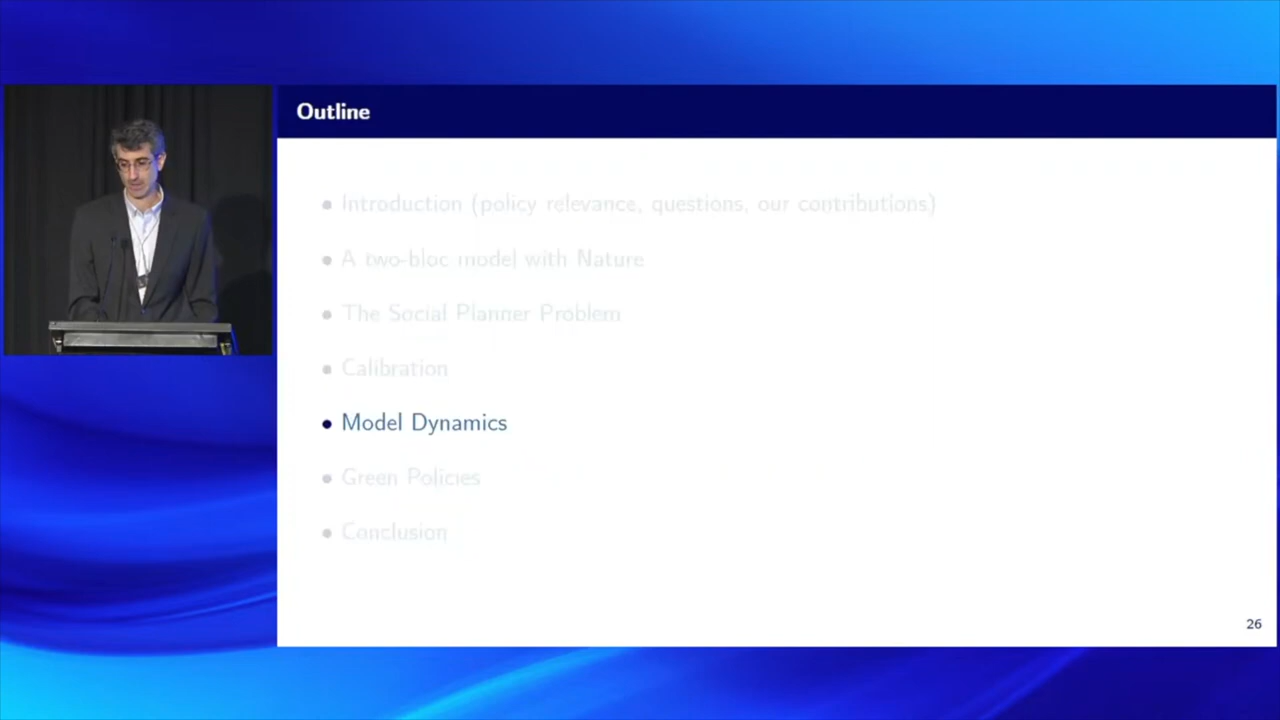 Outline
• Introduction (policy relevance, questions, our contributions)
• A two-bloc model with Nature
• The Social Planner Problem
• Calibration
• Model Dynamics
• Green Policies
• Conclusion
26